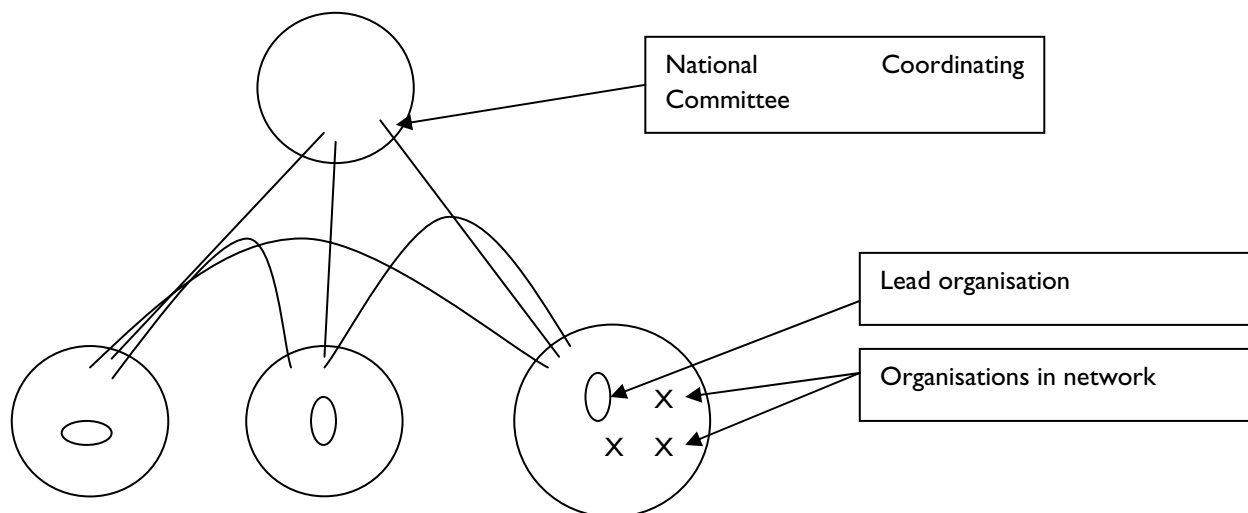 National Coordinating
Committee
Lead organisation
Organisations in network
X
X X